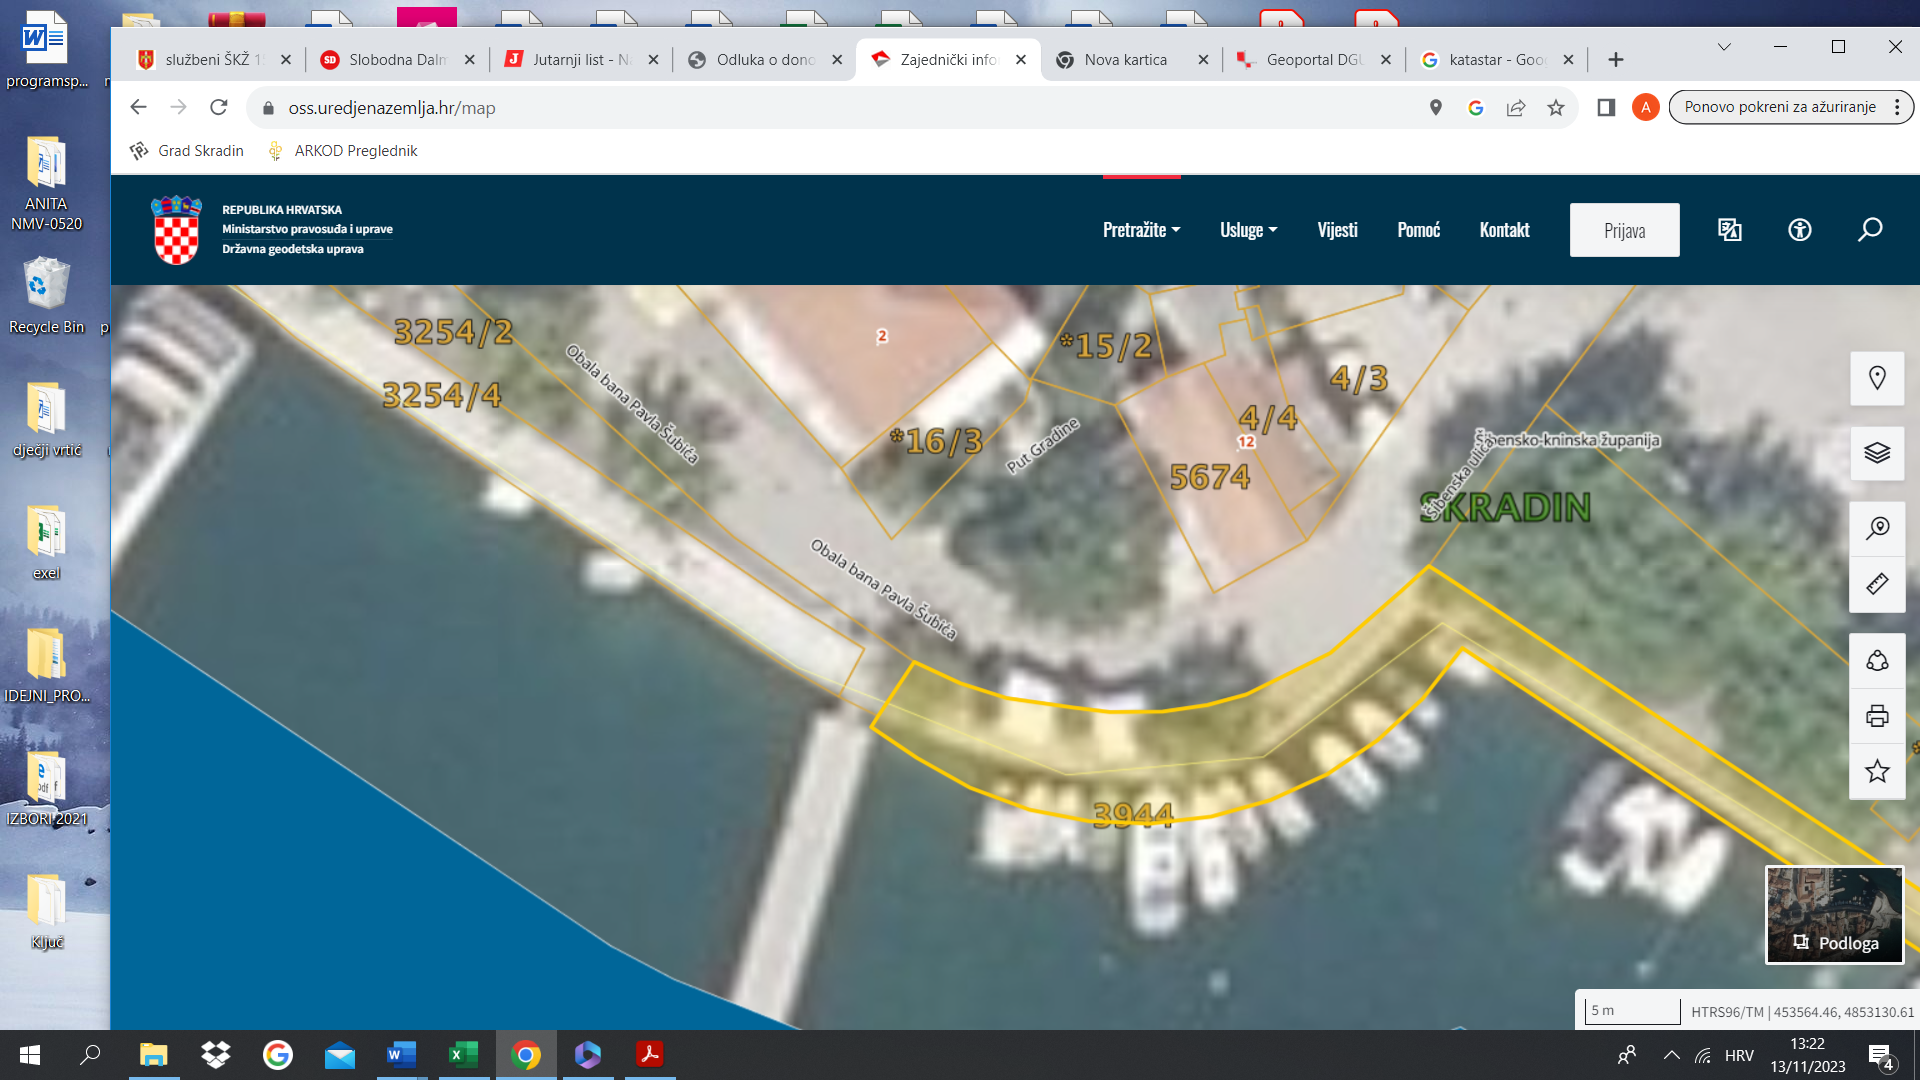 programsp...
ANITA
NMV-0520
Recycle Bin
dječji vrtić
exel
IDEJNI_PRO...
IZBORI 2021
Ključ
službeni ŠKŽ 1
Slobodna Dalm
Jutarnji list - Na
Odluka o dono
Zajednički info
Nova kartica
Geoportal DGU
katastar - Goo
oss.uredjenazemlja.hr/map
A
Ponovo pokreni za ažuriranje
Grad Skradin
ARKOD Preglednik
REPUBLIKA HRVATSKA
Ministarstvo pravosuđa i uprave
Državna geodetska uprava
Pretražite
Usluge
Vijesti
Pomoć
Kontakt
Prijava
3254/2
3254/4
Obala bana Pavla Šubića
2
*15/2
*16/3
Put Gradine
4/3
4/4
12
5674
Šibensko-kninska županija
Šibenska ulica
SKRADIN
Obala bana Pavla Šubića
3944
Podloga
5 m
HTRS96/TM | 453564.46, 4853130.61
HRV
13:22
13/11/2023
4